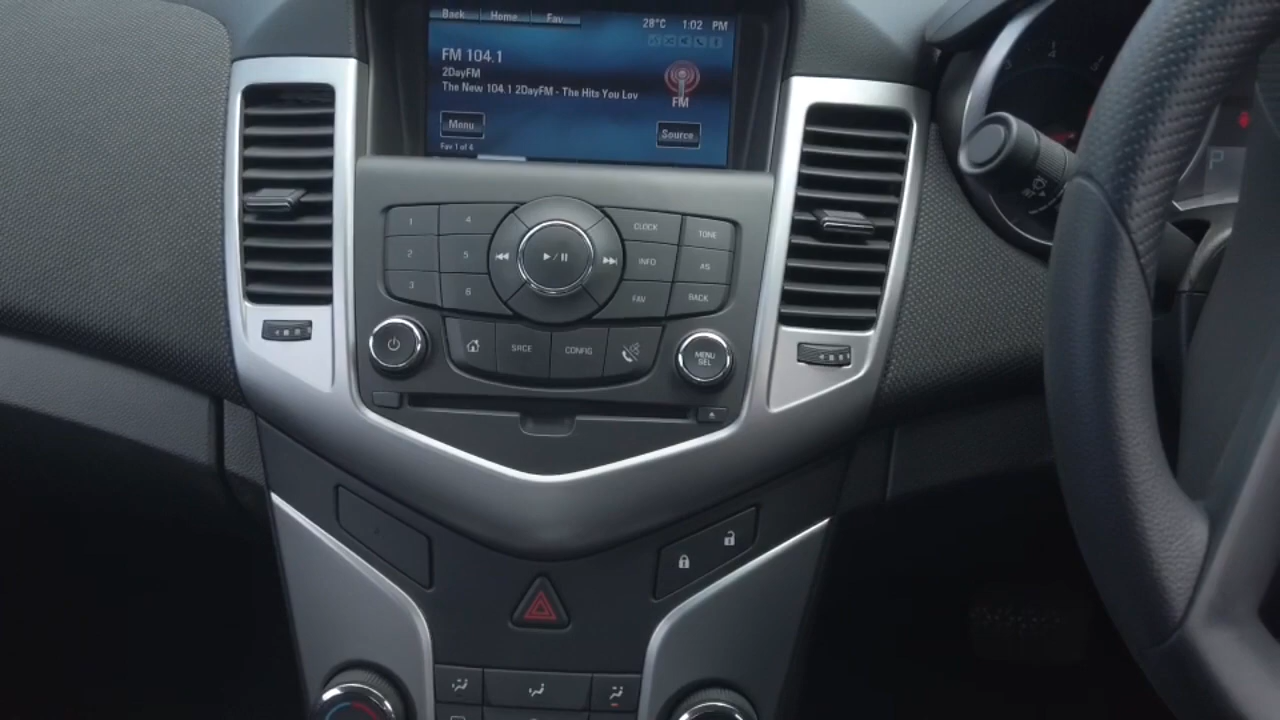 Back Home Fav
28°C 1:02 PM
FM 104.1
2DayFM
The New 104.1 2DayFM - The Hits You Lov
FM
Menu
Source
Fav 1 of 4
1 4 CLOCK TONE
2 5 INFO AS
3 6 FAV BACK
SRCE CONFIG
MENU
SEL
P